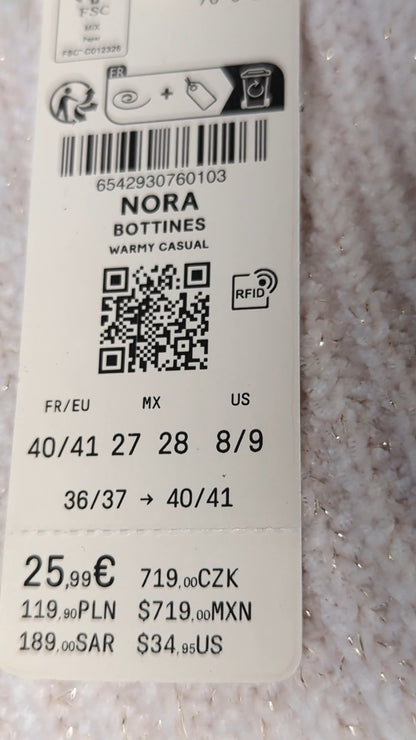 FSC
MIX
Paper
FSC® C012326
FR
+
6542930760103
NORA
BOTTINES
WARMY CASUAL
RFID
FR/EU MX US
40/41 27 28 8/9
36/37 → 40/41
25,99€ 719,00CZK
119,90PLN $719,00MXN
189,00SAR $34,95US